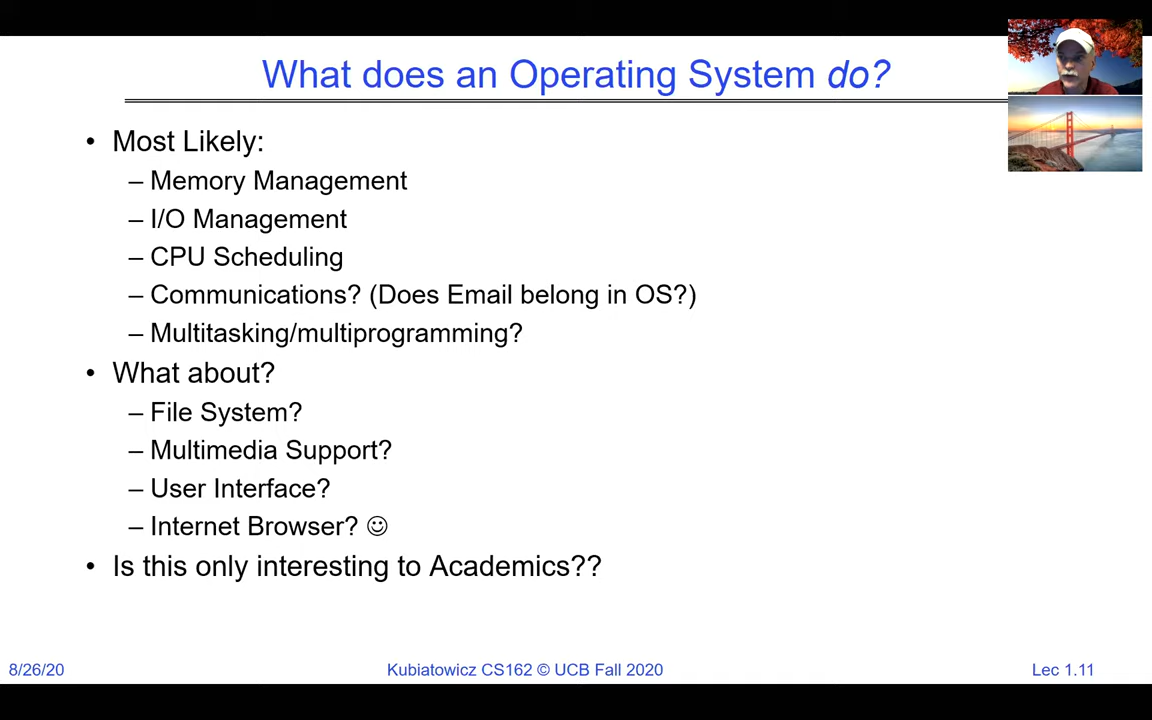 What does an Operating System do?
• Most Likely:
– Memory Management
– I/O Management
– CPU Scheduling
– Communications? (Does Email belong in OS?)
– Multitasking/multiprogramming?
• What about?
– File System?
– Multimedia Support?
– User Interface?
– Internet Browser? ☺
• Is this only interesting to Academics??
8/26/20
Kubiatowicz CS162 © UCB Fall 2020
Lec 1.11